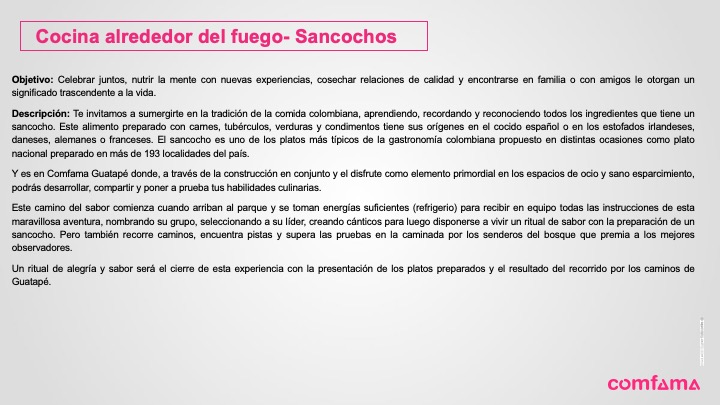 Cocina alrededor del fuego- Sancochos
Objetivo: Celebrar juntos, nutrir la mente con nuevas experiencias, cosechar relaciones de calidad y encontrarse en familia o con amigos le otorgan un
significado trascendente a la vida.
Descripción: Te invitamos a sumergirte en la tradición de la comida colombiana, aprendiendo, recordando y reconociendo todos los ingredientes que tiene un
sancocho. Este alimento preparado con carnes, tubérculos, verduras y condimentos tiene sus orígenes en el cocido español o en los estofados irlandeses,
daneses, alemanes o franceses. El sancocho es uno de los platos más típicos de la gastronomía colombiana propuesto en distintas ocasiones como plato
nacional preparado en más de 193 localidades del país.
Y es en Comfama Guatapé donde, a través de la construcción en conjunto y el disfrute como elemento primordial en los espacios de ocio y sano esparcimiento,
podrás desarrollar, compartir y poner a prueba tus habilidades culinarias.
Este camino del sabor comienza cuando arriban al parque y se toman energías suficientes (refrigerio) para recibir en equipo todas las instrucciones de esta
maravillosa aventura, nombrando su grupo, seleccionando a su líder, creando cánticos para luego disponerse a vivir un ritual de sabor con la preparación de un
sancocho. Pero también recorre caminos, encuentra pistas y supera las pruebas en la caminada por los senderos del bosque que premia a los mejores
observadores.
Un ritual de alegría y sabor será el cierre de esta experiencia con la presentación de los platos preparados y el resultado del recorrido por los caminos de
Guatapé.
comfama